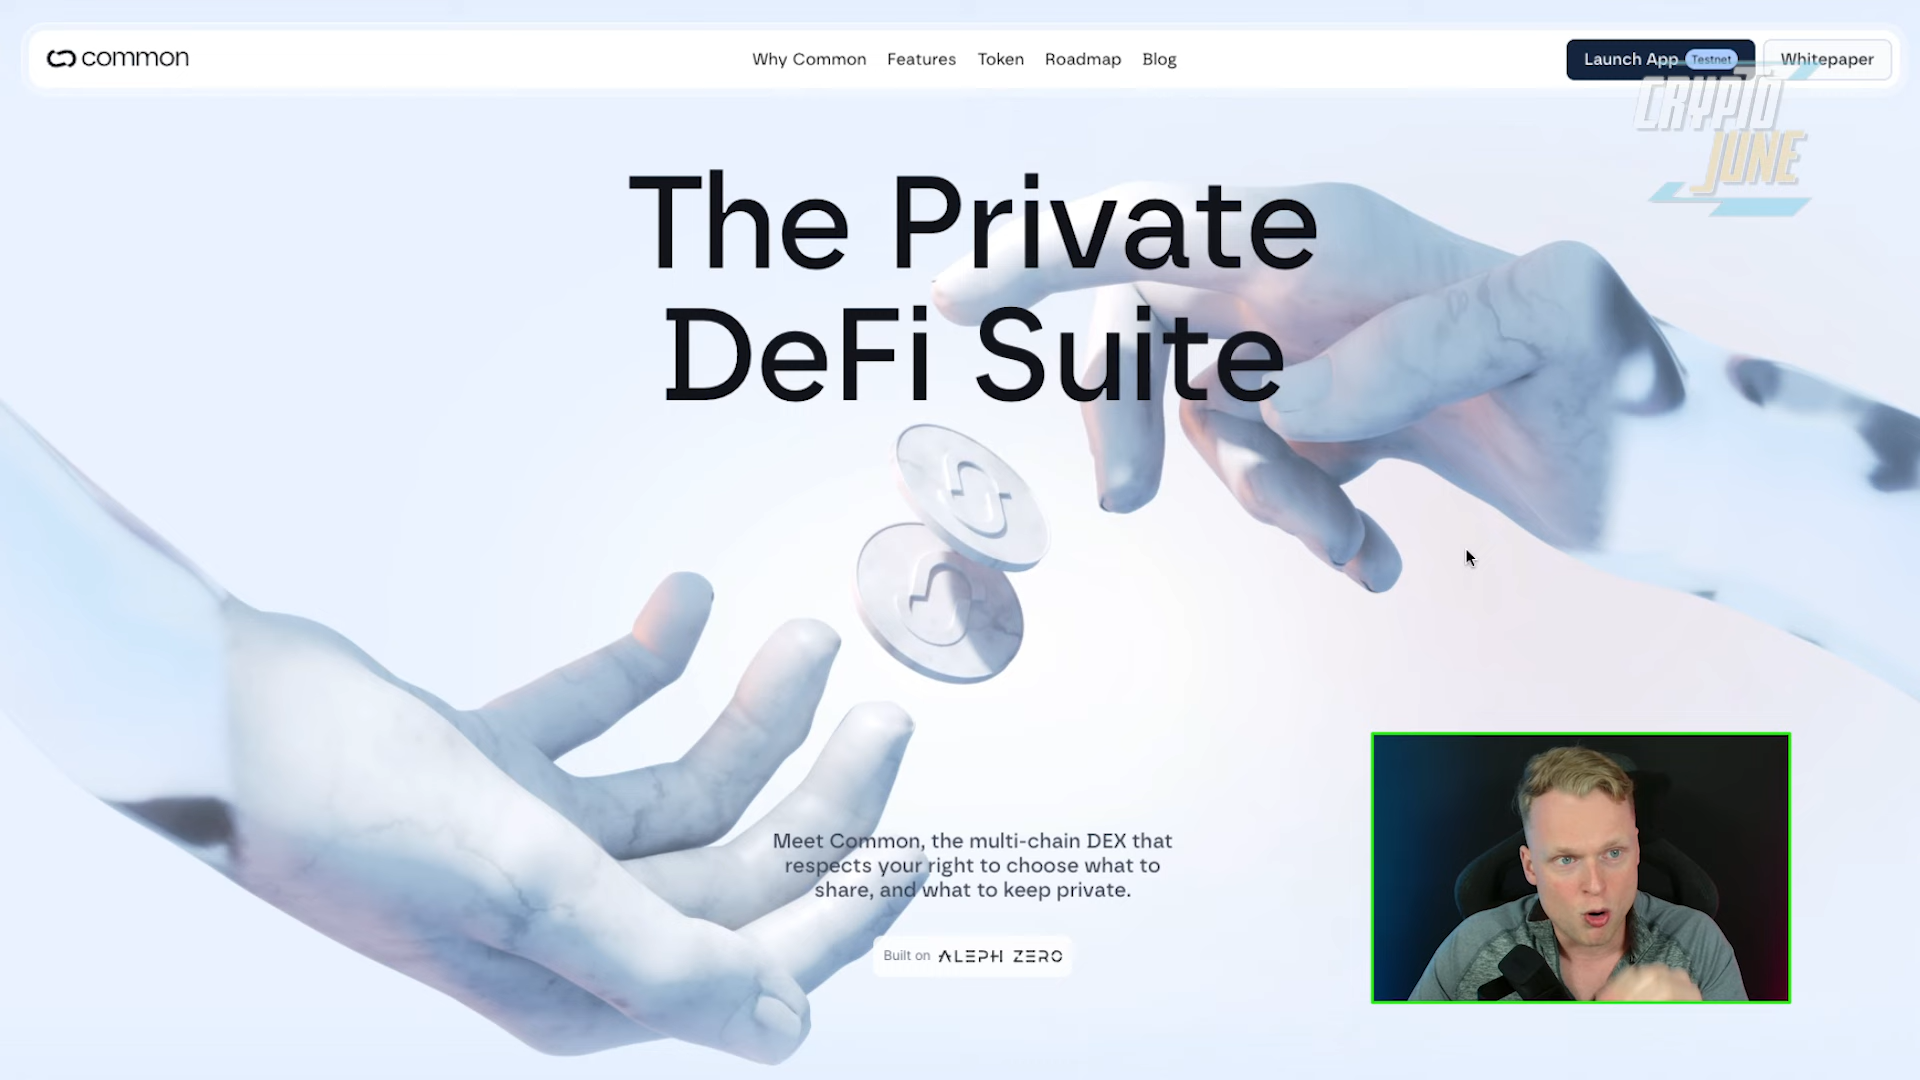 common
Why Common
Features
Token
Roadmap
Blog
Launch App Testnet
Whitepaper
CRYPTO
JUNE
The Private
DeFi Suite
Meet Common, the multi-chain DEX that
respects your right to choose what to
share, and what to keep private.
Built on ALEPH ZERO